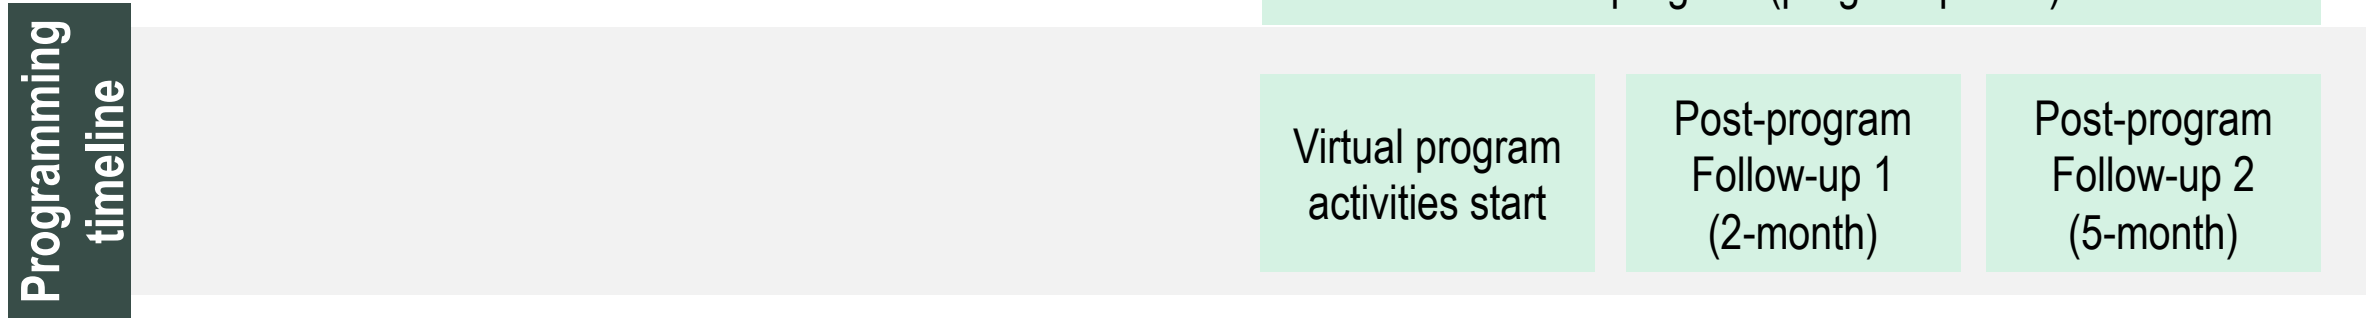 Programming
timeline
Virtual program
activities start
Post-program
Follow-up 1
(2-month)
Post-program
Follow-up 2
(5-month)